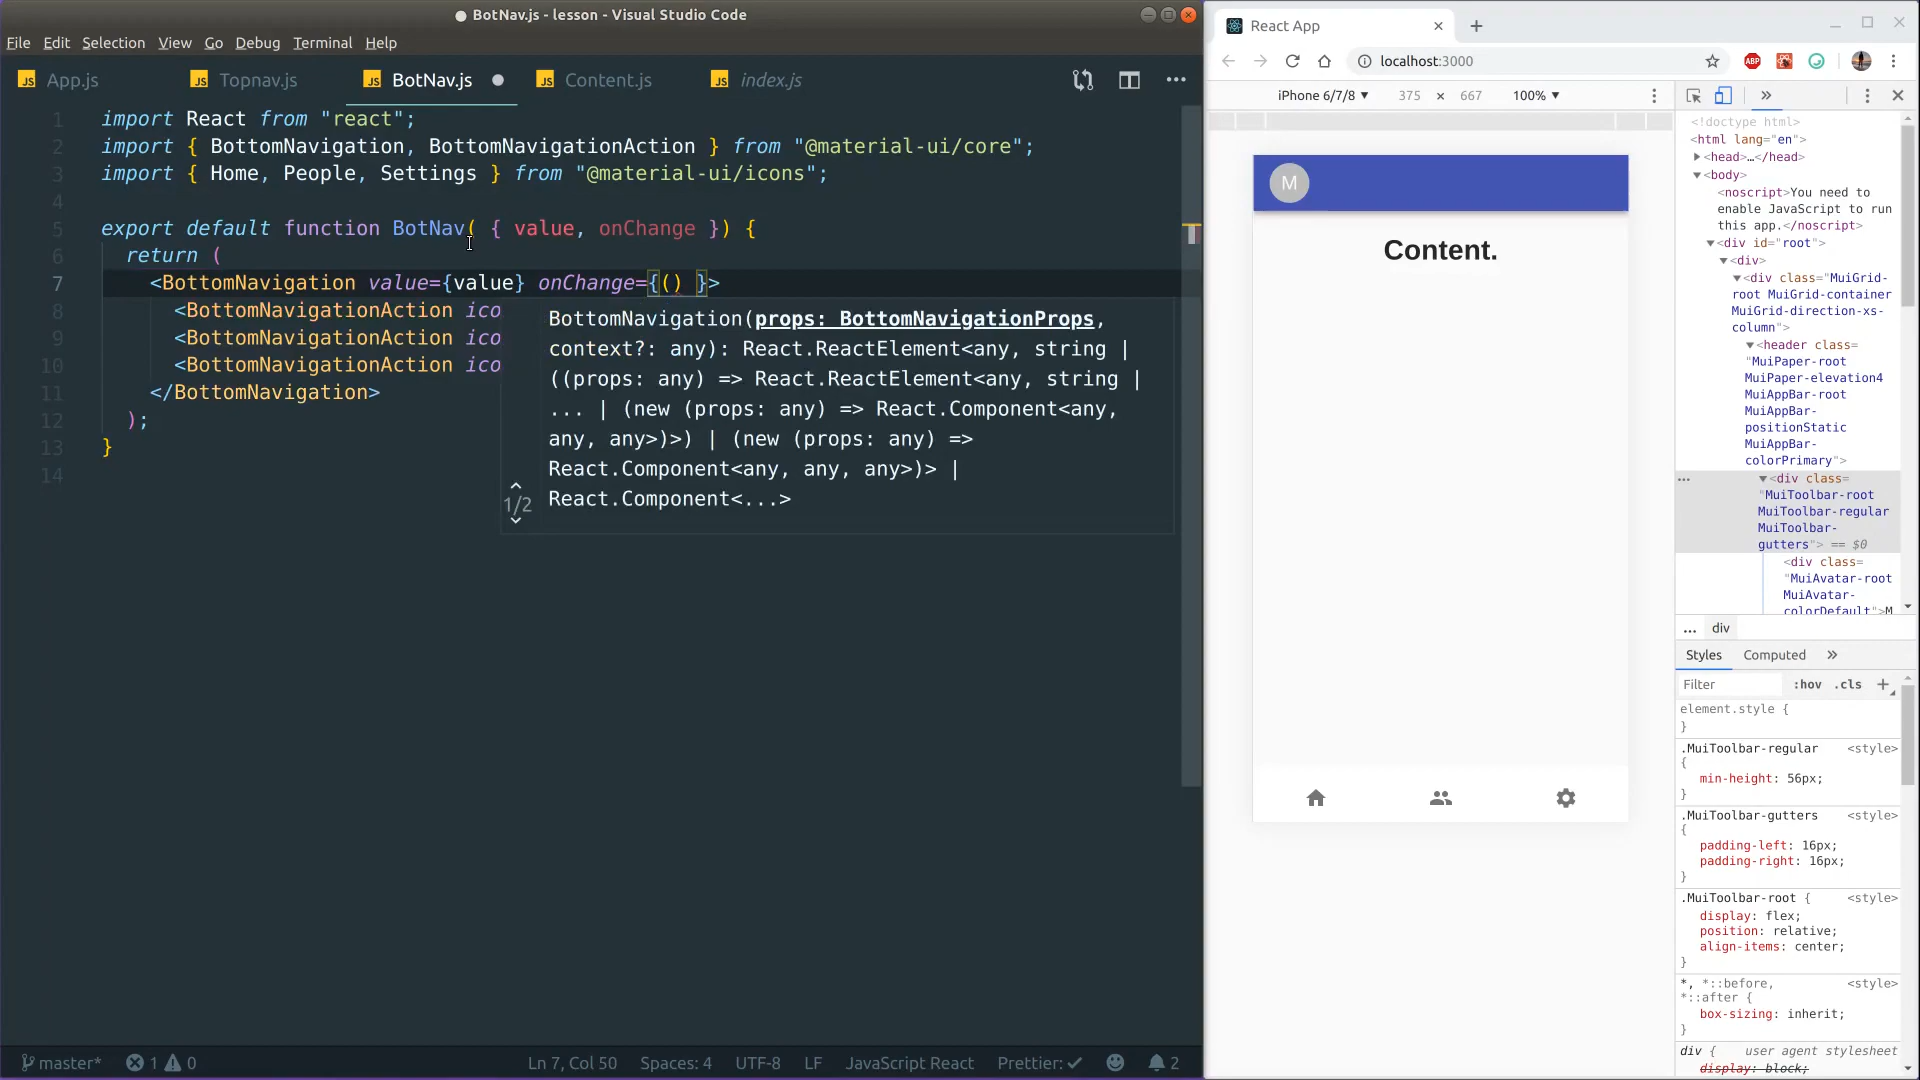 BotNav.js - lesson - Visual Studio Code
File Edit Selection View Go Debug Terminal Help
App.js Topnav.js BotNav.js Content.js index.js
1 import React from "react";
2 import { BottomNavigation, BottomNavigationAction } from "@material-ui/core";
3 import { Home, People, Settings } from "@material-ui/icons";
4
5 export default function BotNav( { value, onChange }) {
6 return (
7 <BottomNavigation value={value} onChange={() }>
8 <BottomNavigationAction ico
9 <BottomNavigationAction ico
10 <BottomNavigationAction ico
11 </BottomNavigation>
12 );
13 }
14
BottomNavigation(props: BottomNavigationProps,
context?: any): React.ReactElement<any, string |
((props: any) => React.ReactElement<any, string |
... | (new (props: any) => React.Component<any,
any, any>)>) | (new (props: any) =>
React.Component<any, any, any>)> |
React.Component<...>
1/2
master* 1 0 Ln 7, Col 50 Spaces: 4 UTF-8 LF JavaScript React Prettier: 2
React App
localhost:3000
ABP
iPhone 6/7/8 375 × 667 100%
M
Content.
<!doctype html>
<html lang="en">
<head>…</head>
<body>
<noscript>You need to
enable JavaScript to run
this app.</noscript>
<div id="root">
<div>
<div class="MuiGrid-
root MuiGrid-container
MuiGrid-direction-xs-
column">
<header class=
"MuiPaper-root
MuiPaper-elevation4
MuiAppBar-root
MuiAppBar-
positionStatic
MuiAppBar-
colorPrimary">
<div class=
"MuiToolbar-root
MuiToolbar-regular
MuiToolbar-
gutters"> == $0
<div class=
"MuiAvatar-root
MuiAvatar-
colorDefault">M
... div
Styles Computed
Filter :hov .cls +
element.style {
}
.MuiToolbar-regular <style>
{
min-height: 56px;
}
.MuiToolbar-gutters <style>
{
padding-left: 16px;
padding-right: 16px;
}
.MuiToolbar-root { <style>
display: flex;
position: relative;
align-items: center;
}
*, *::before, <style>
*::after {
box-sizing: inherit;
}
div { user agent stylesheet
display: block;